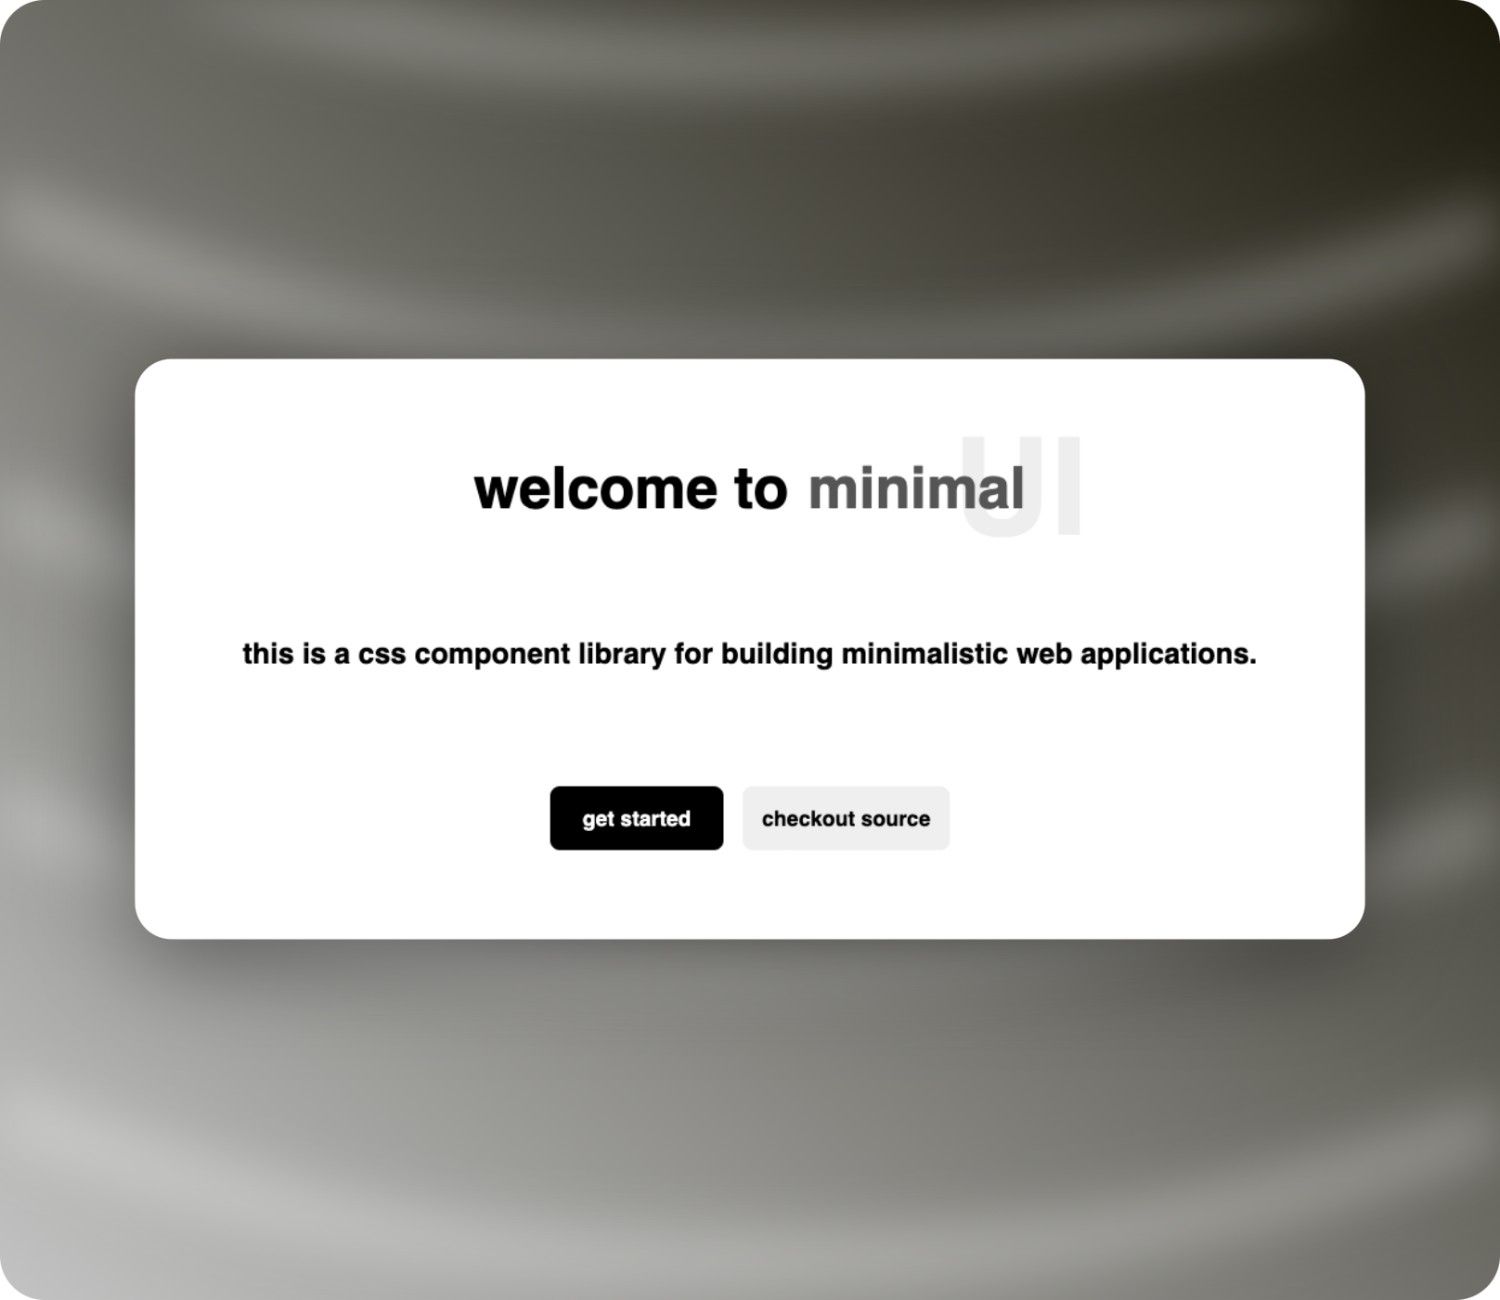 welcome to minimal UI
this is a css component library for building minimalistic web applications.
get started
checkout source